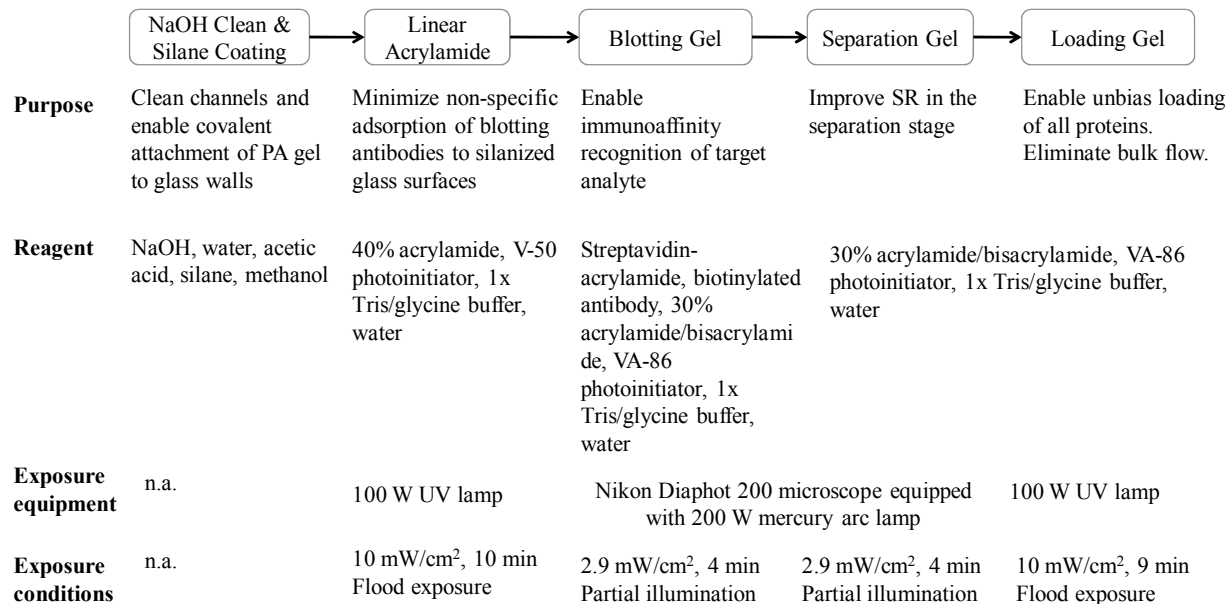 NaOH Clean &
Silane Coating
Linear
Acrylamide
Blotting Gel
Separation Gel
Loading Gel
Purpose
Clean channels and
enable covalent
attachment of PA gel
to glass walls
Minimize non-specific
adsorption of blotting
antibodies to silanized
glass surfaces
Enable
immunoaffinity
recognition of target
analyte
Improve SR in the
separation stage
Enable unbias loading
of all proteins.
Eliminate bulk flow.
Reagent
NaOH, water, acetic
acid, silane, methanol
40% acrylamide, V-50
photoinitiator, 1x
Tris/glycine buffer,
water
Streptavidin-
acrylamide, biotinylated
antibody, 30%
acrylamide/bisacrylami
de, VA-86
photoinitiator, 1x
Tris/glycine buffer,
water
30% acrylamide/bisacrylamide, VA-86
photoinitiator, 1x Tris/glycine buffer,
water
Exposure
equipment
n.a.
100 W UV lamp
Nikon Diaphot 200 microscope equipped
with 200 W mercury arc lamp
100 W UV lamp
Exposure
conditions
n.a.
10 mW/cm², 10 min
Flood exposure
2.9 mW/cm², 4 min
Partial illumination
2.9 mW/cm², 4 min
Partial illumination
10 mW/cm², 9 min
Flood exposure